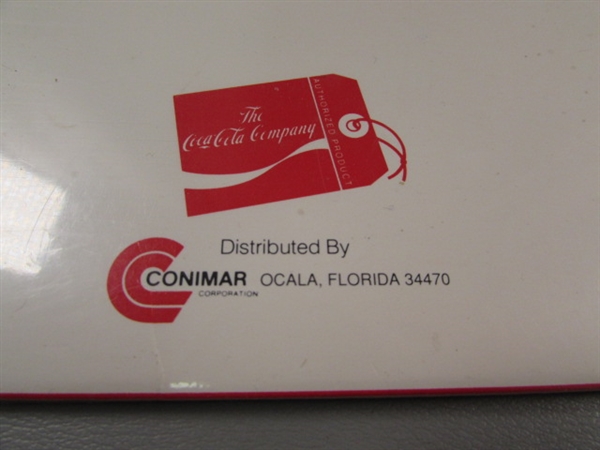 The
Coca-Cola Company
AUTHORIZED PRODUCT
Distributed By
CONIMAR OCALA, FLORIDA 34470
CORPORATION